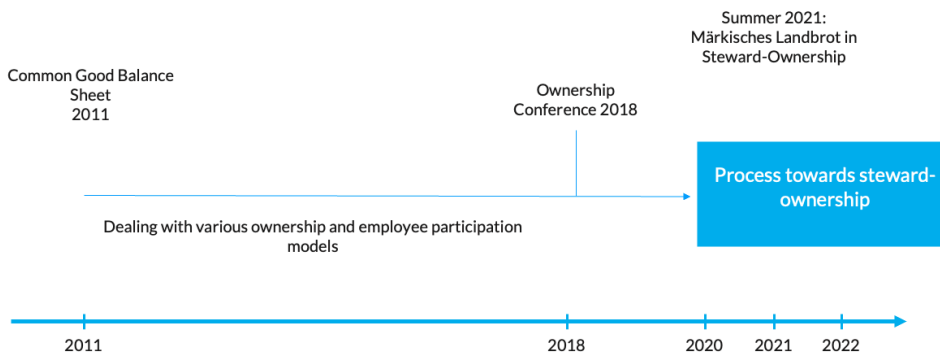 Summer 2021:
Märkisches Landbrot in
Steward-Ownership
Common Good Balance
Sheet
2011
Ownership
Conference 2018
Process towards steward-
ownership
Dealing with various ownership and employee participation
models
2011
2018
2020
2021
2022